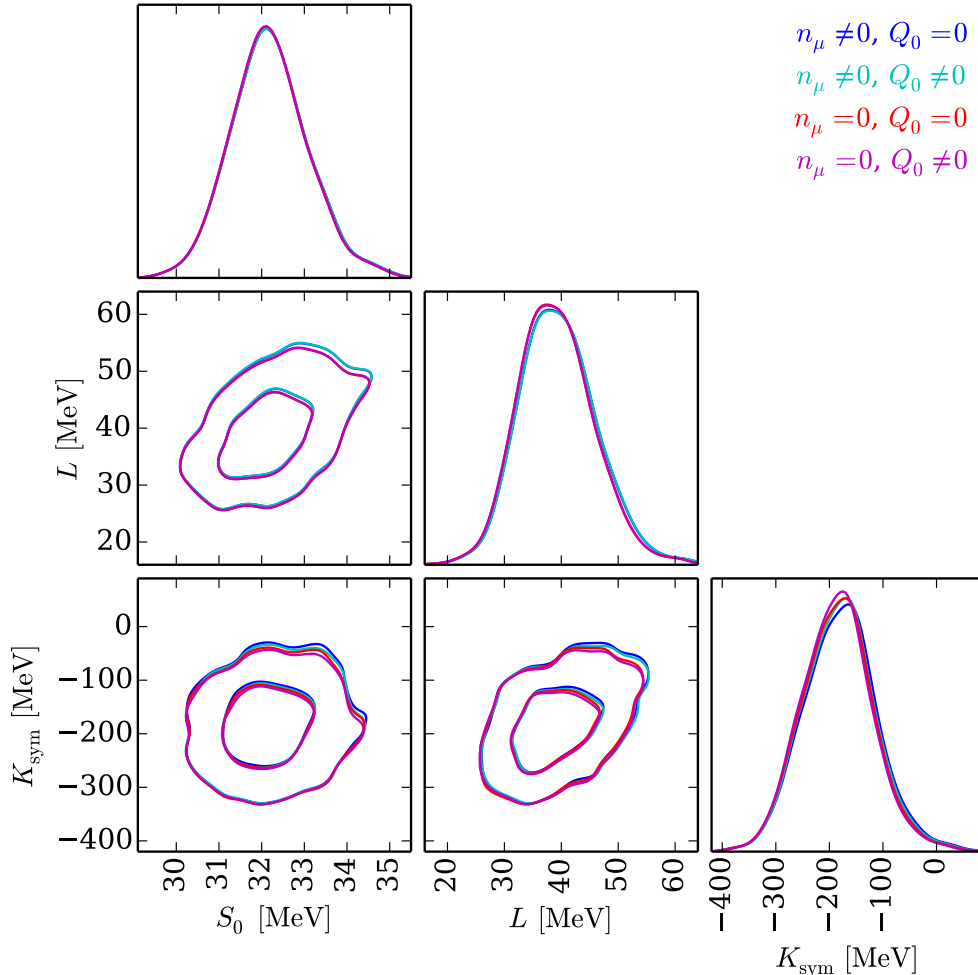 n_μ ≠0, Q_0 =0
n_μ ≠0, Q_0 ≠0
n_μ =0, Q_0 =0
n_μ =0, Q_0 ≠0
60
50
40
30
20
L [MeV]
0
−100
−200
−300
−400
K_sym [MeV]
30 31 32 33 34 35
S_0 [MeV]
20 30 40 50 60
L [MeV]
−400 −300 −200 −100 0
K_sym [MeV]